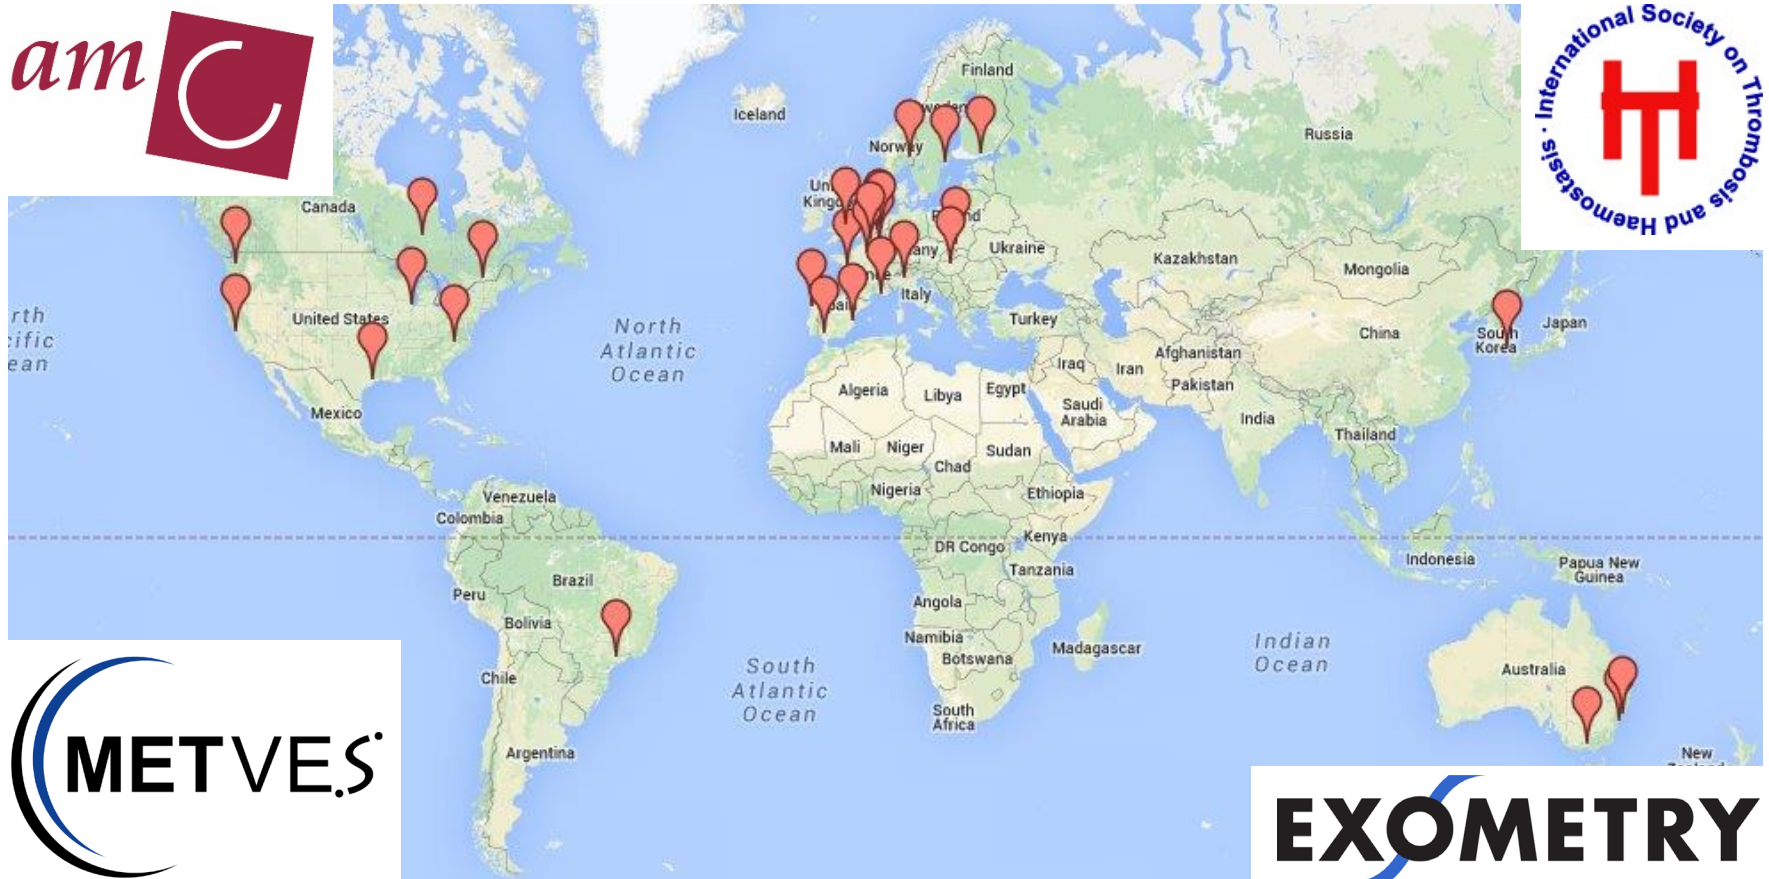 amC
International Society on Thrombosis and Haemostasis ·
HT
Finland
Iceland
Sweden
Russia
Norway
Canada
Ukraine
Kazakhstan
Mongolia
Italy
United States
North
Atlantic
Ocean
Turkey
China
South
Korea
Japan
Afghanistan
Iraq
Iran
Pakistan
Algeria
Libya
Egypt
Saudi
Arabia
India
Mexico
Thailand
Mali
Niger
Sudan
Chad
Nigeria
Ethiopia
Venezuela
Colombia
Kenya
DR Congo
Indonesia
Papua New
Guinea
Tanzania
Brazil
Peru
Angola
Bolivia
Namibia
Botswana
Madagascar
Indian
Ocean
South
Atlantic
Ocean
Australia
Chile
South
Africa
Argentina
New
METVES
EXOMETRY